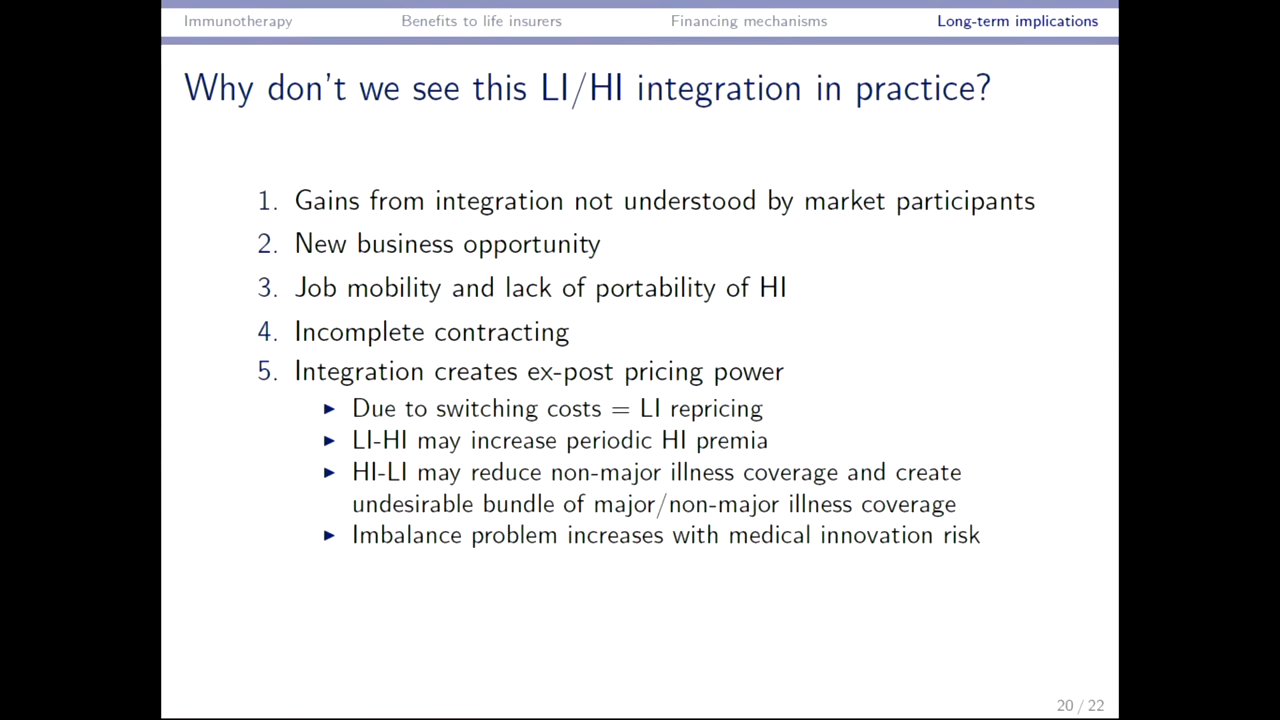 Immunotherapy Benefits to life insurers Financing mechanisms Long-term implications
Why don't we see this LI/HI integration in practice?
1. Gains from integration not understood by market participants
2. New business opportunity
3. Job mobility and lack of portability of HI
4. Incomplete contracting
5. Integration creates ex-post pricing power
▶ Due to switching costs = LI repricing
▶ LI-HI may increase periodic HI premia
▶ HI-LI may reduce non-major illness coverage and create
undesirable bundle of major/non-major illness coverage
▶ Imbalance problem increases with medical innovation risk
20 / 22